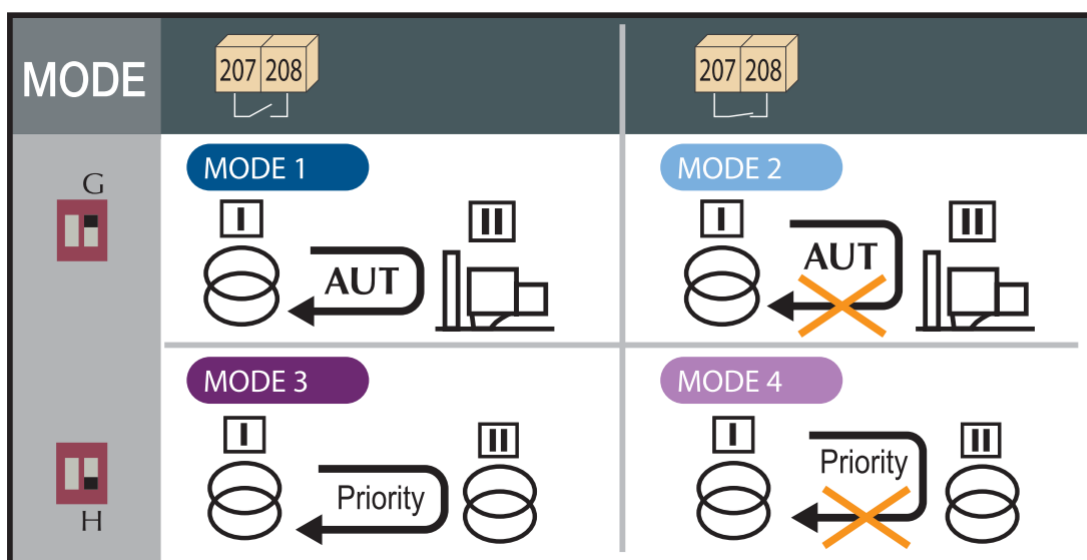 MODE
207 208
207 208
G
MODE 1
I
II
AUT
MODE 2
I
II
AUT
H
MODE 3
I
II
Priority
MODE 4
I
II
Priority